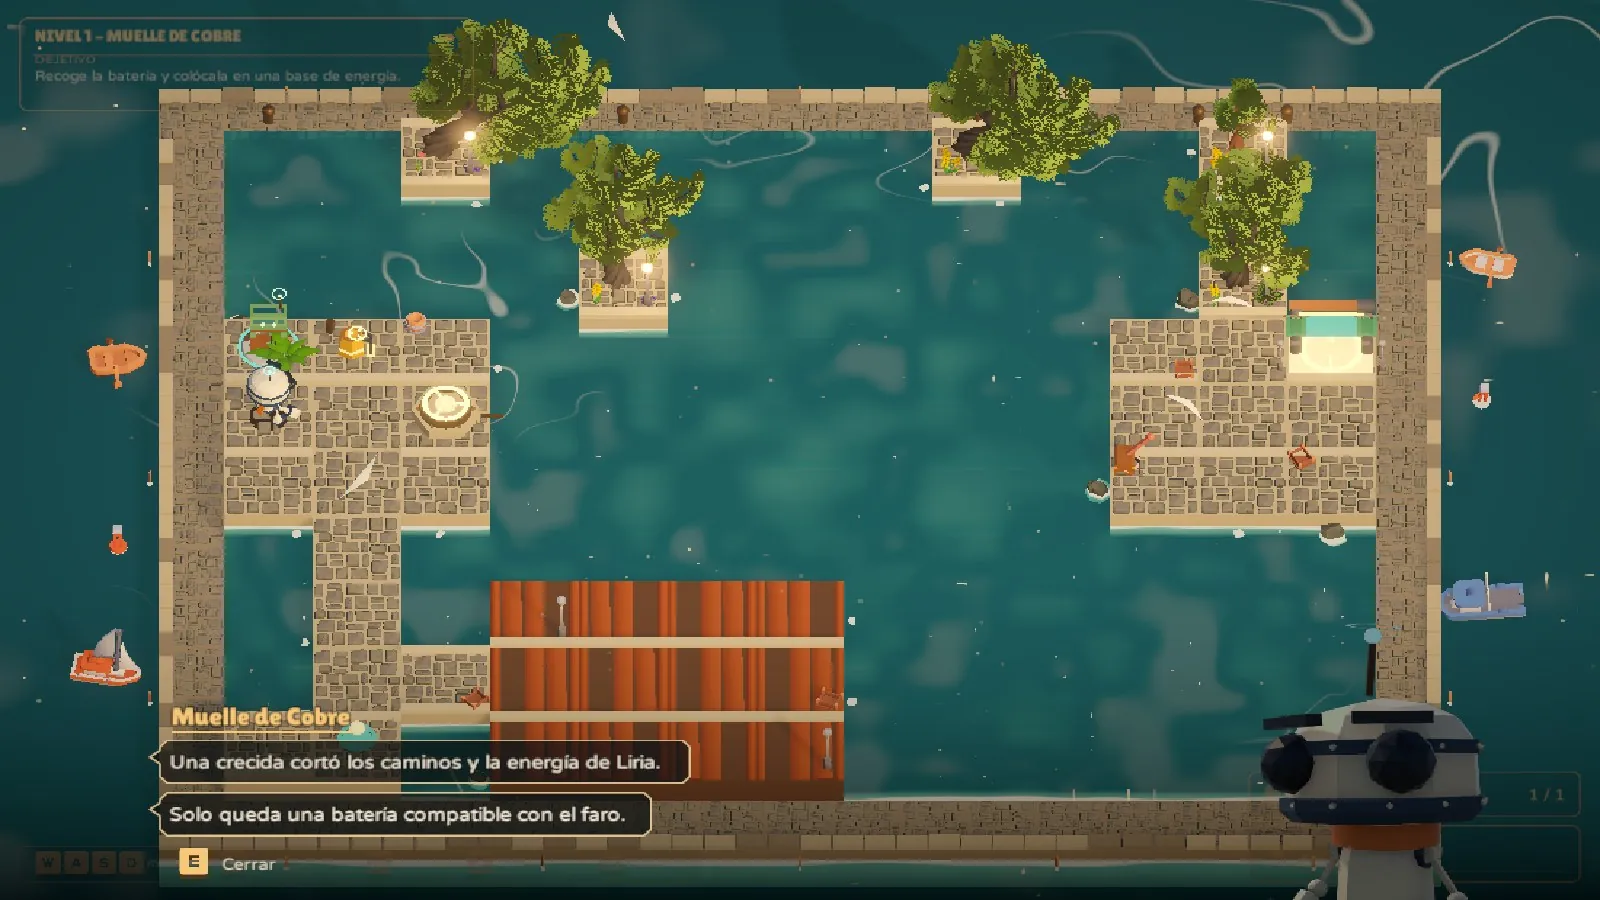 NIVEL 1 - MUELLE DE COBRE
OBJETIVO
Recoge la batería y colócala en una base de energía.
Muelle de Cobre
Una crecida cortó los caminos y la energía de Liria.
Solo queda una batería compatible con el faro.
1 / 1
W A S D
E Cerrar